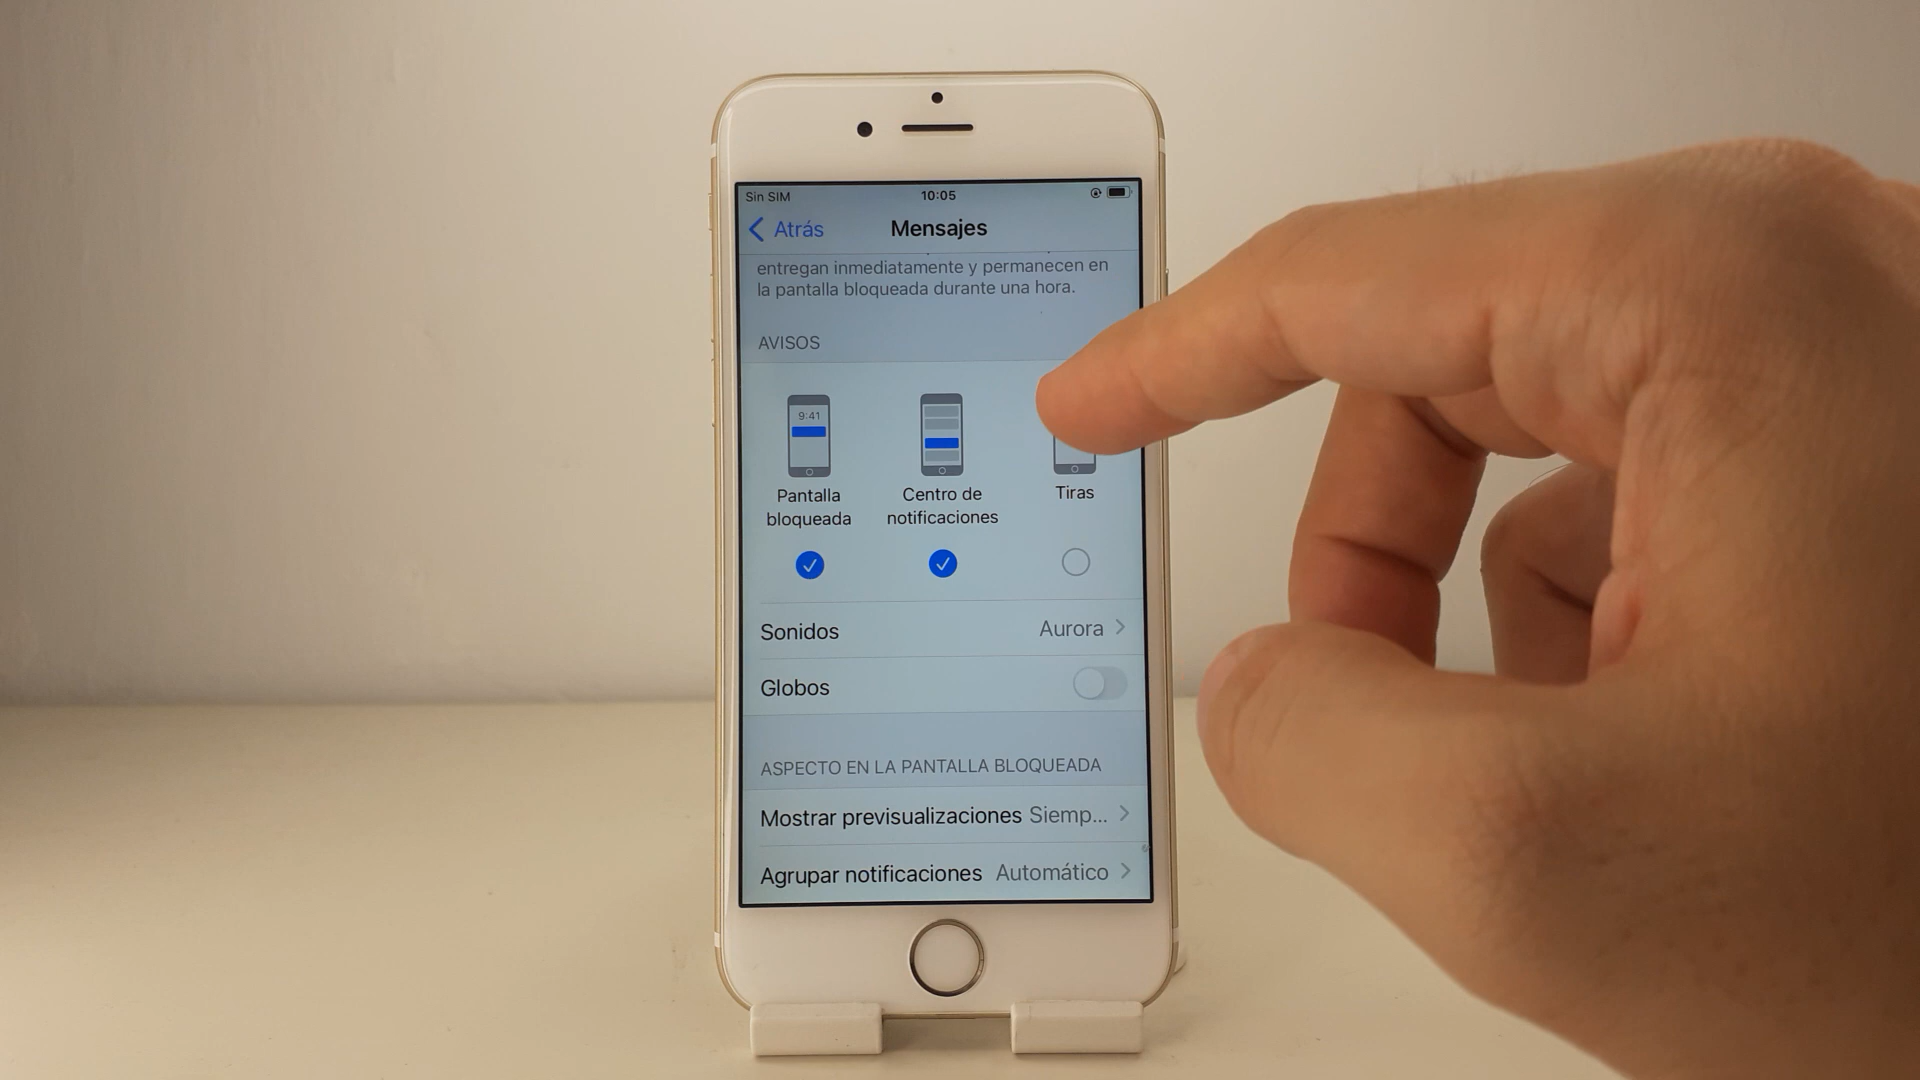 Sin SIM 10:05
Atrás Mensajes
entregan inmediatamente y permanecen en
la pantalla bloqueada durante una hora.
AVISOS
9:41
Pantalla
bloqueada
Centro de
notificaciones
Tiras
Sonidos Aurora
Globos
ASPECTO EN LA PANTALLA BLOQUEADA
Mostrar previsualizaciones Siemp...
Agrupar notificaciones Automático